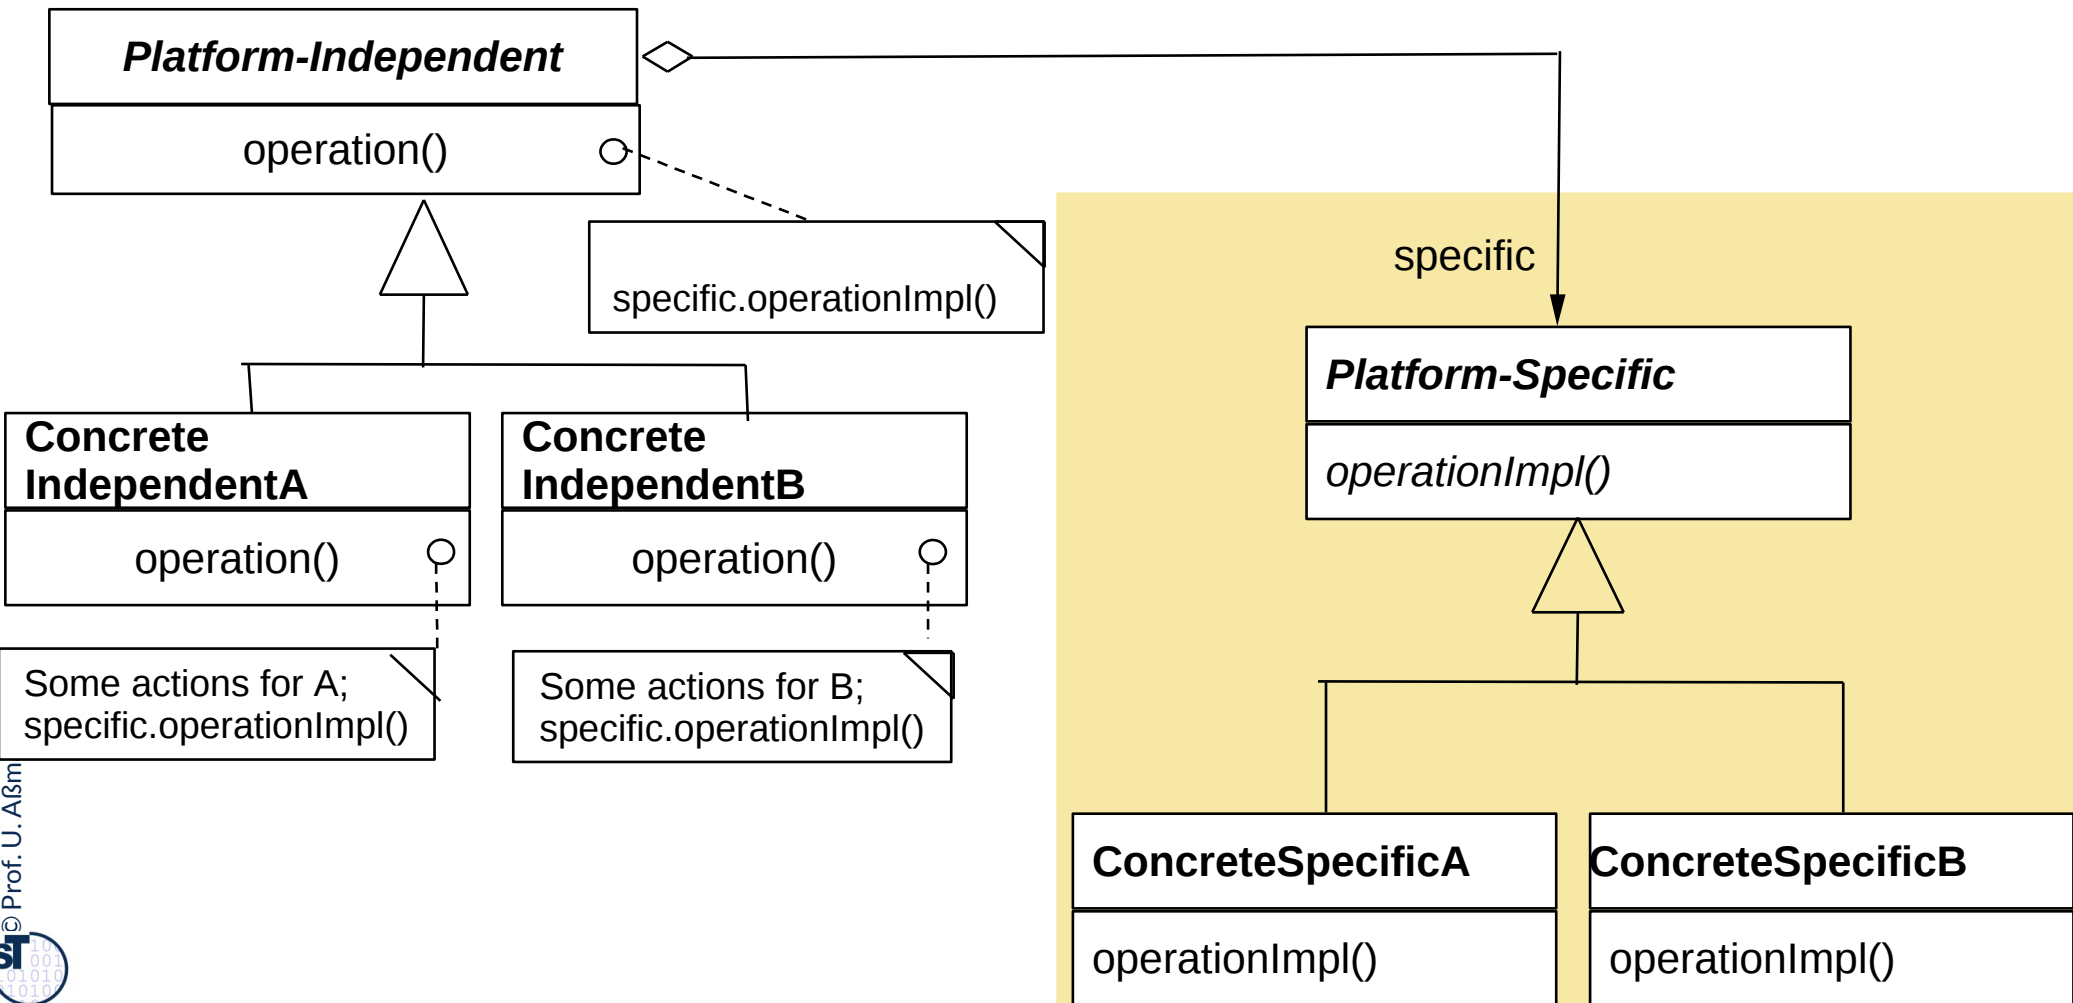 Platform-Independent
operation()
specific.operationImpl()
specific
Platform-Specific
operationImpl()
Concrete
IndependentA
operation()
Concrete
IndependentB
operation()
Some actions for A;
specific.operationImpl()
Some actions for B;
specific.operationImpl()
ConcreteSpecificA
operationImpl()
ConcreteSpecificB
operationImpl()
© Prof. U. Aßm
sT